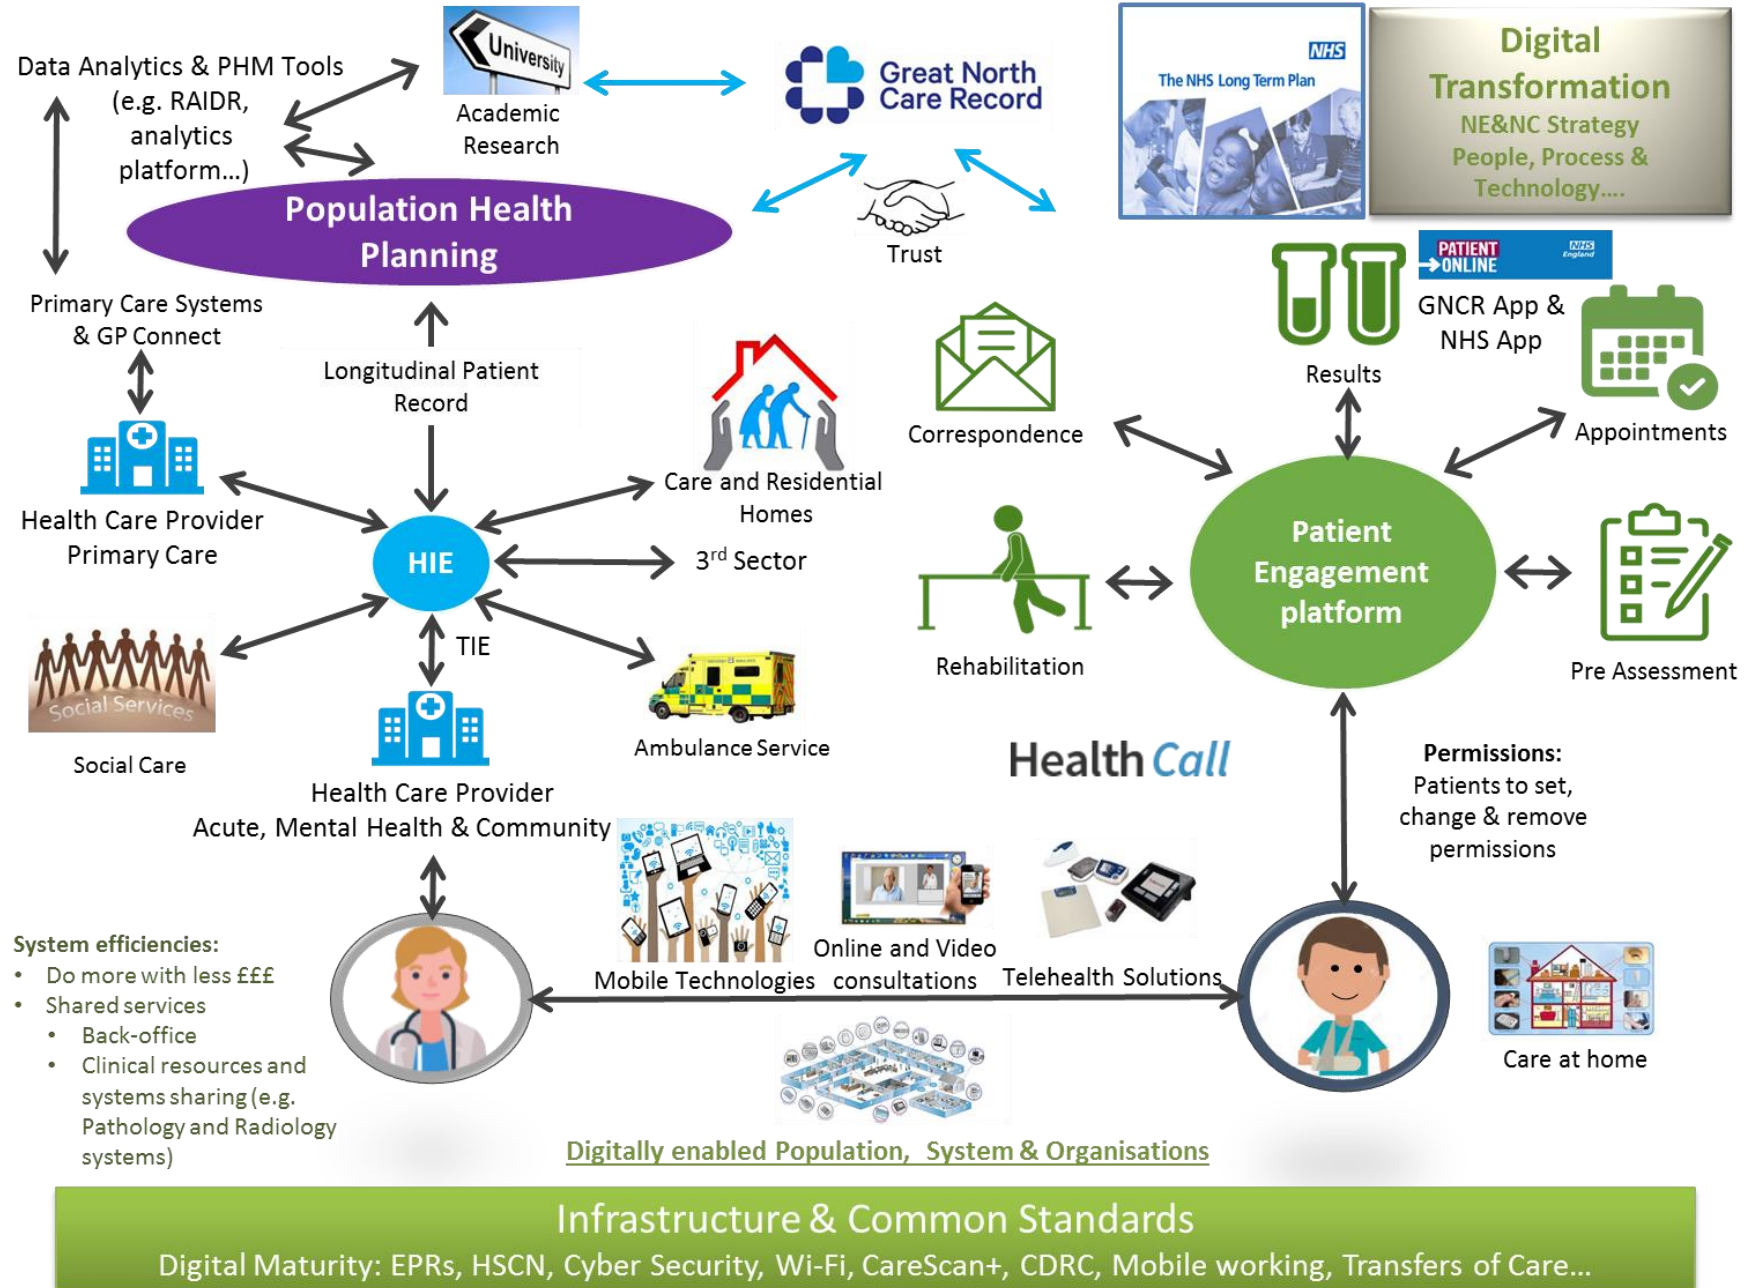 Data Analytics & PHM Tools
(e.g. RAIDR,
analytics
platform...)
University
Academic
Research
Great North
Care Record
NHS
The NHS Long Term Plan
Digital
Transformation
NE&NC Strategy
People, Process &
Technology....
Population Health
Planning
Trust
PATIENT
ONLINE
NHS
England
GNCR App &
NHS App
Primary Care Systems
& GP Connect
Longitudinal Patient
Record
Results
Correspondence
Appointments
Health Care Provider
Primary Care
Care and Residential
Homes
HIE
3rd Sector
Patient
Engagement
platform
TIE
Rehabilitation
Pre Assessment
Social Services
Social Care
Ambulance Service
Health Call
Permissions:
Patients to set,
change & remove
permissions
Health Care Provider
Acute, Mental Health & Community
System efficiencies:
• Do more with less £££
• Shared services
• Back-office
• Clinical resources and
systems sharing (e.g.
Pathology and Radiology
systems)
Mobile Technologies
Online and Video
consultations
Telehealth Solutions
Care at home
Digitally enabled Population, System & Organisations
Infrastructure & Common Standards
Digital Maturity: EPRs, HSCN, Cyber Security, Wi-Fi, CareScan+, CDRC, Mobile working, Transfers of Care...